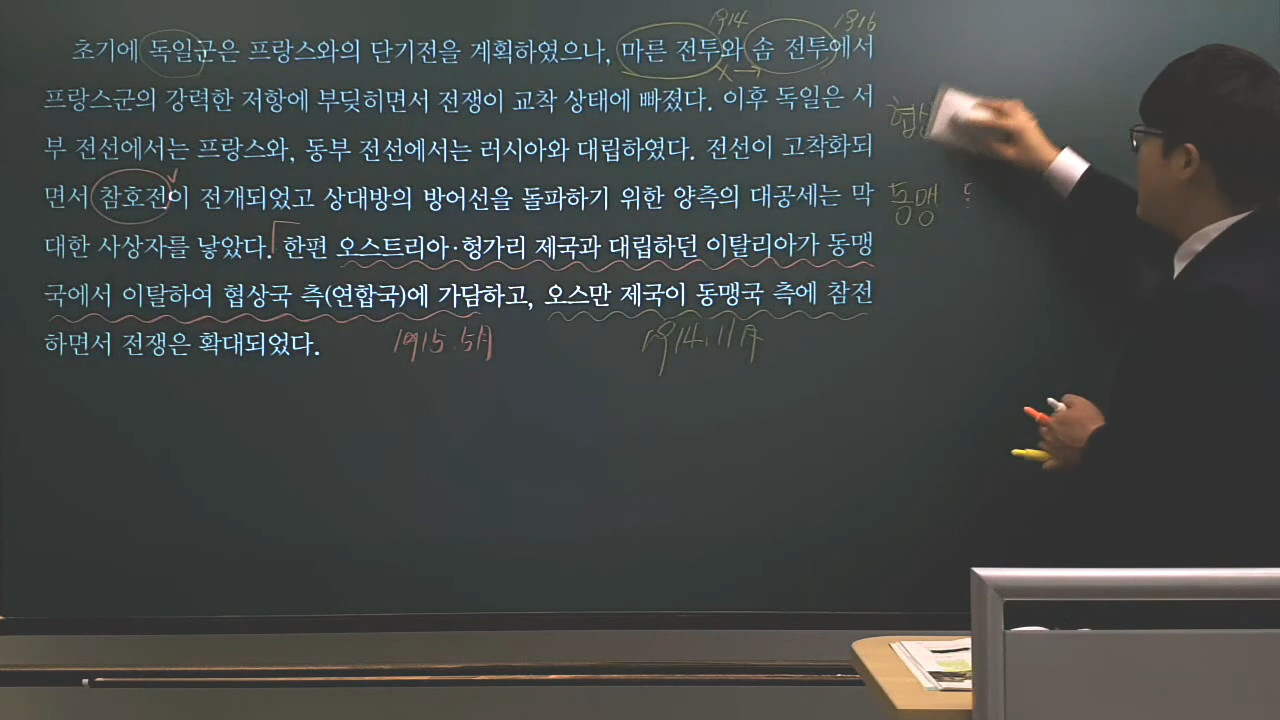 1914 1916
초기에 독일군은 프랑스와의 단기전을 계획하였으나, 마른 전투와 솜 전투에서
프랑스군의 강력한 저항에 부딪히면서 전쟁이 교착 상태에 빠졌다. 이후 독일은 서
부 전선에서는 프랑스와, 동부 전선에서는 러시아와 대립하였다. 전선이 고착화되
면서 참호전이 전개되었고 상대방의 방어선을 돌파하기 위한 양측의 대공세는 막
대한 사상자를 낳았다. 한편 오스트리아·헝가리 제국과 대립하던 이탈리아가 동맹
국에서 이탈하여 협상국 측(연합국)에 가담하고, 오스만 제국이 동맹국 측에 참전
하면서 전쟁은 확대되었다.
1915.5月 1914.11月
협상
동맹